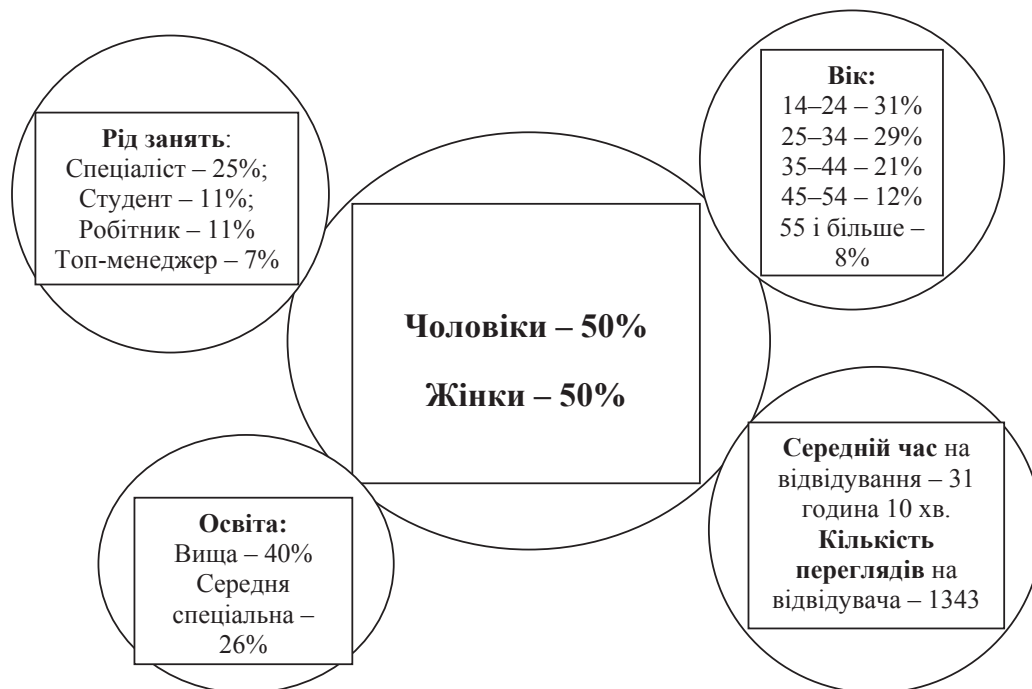 Рід занять:
Спеціаліст – 25%;
Студент – 11%;
Робітник – 11%
Топ-менеджер – 7%
Вік:
14–24 – 31%
25–34 – 29%
35–44 – 21%
45–54 – 12%
55 і більше –
8%
Чоловіки – 50%
Жінки – 50%
Освіта:
Вища – 40%
Середня
спеціальна –
26%
Середній час на
відвідування – 31
година 10 хв.
Кількість
переглядів на
відвідувача – 1343